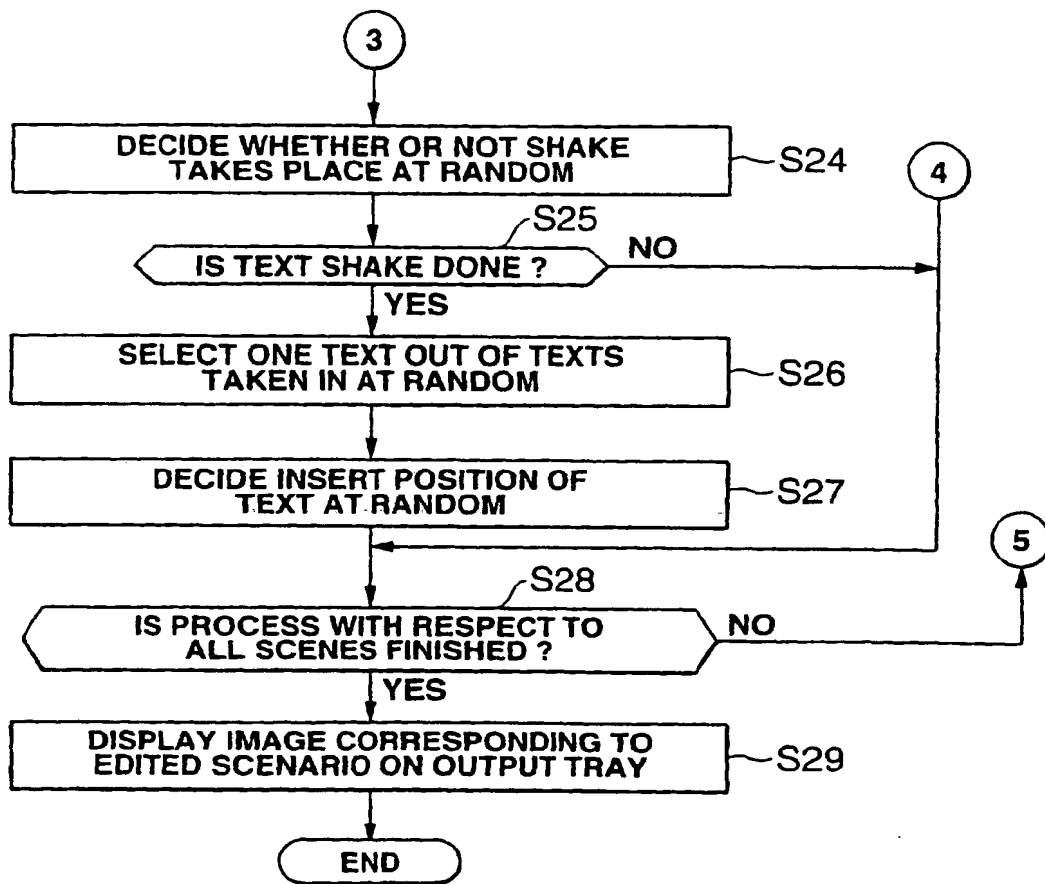 3
DECIDE WHETHER OR NOT SHAKE
TAKES PLACE AT RANDOM
S24
4
S25
IS TEXT SHAKE DONE ?
NO
YES
SELECT ONE TEXT OUT OF TEXTS
TAKEN IN AT RANDOM
S26
DECIDE INSERT POSITION OF
TEXT AT RANDOM
S27
5
S28
IS PROCESS WITH RESPECT TO
ALL SCENES FINISHED ?
NO
YES
DISPLAY IMAGE CORRESPONDING TO
EDITED SCENARIO ON OUTPUT TRAY
S29
END